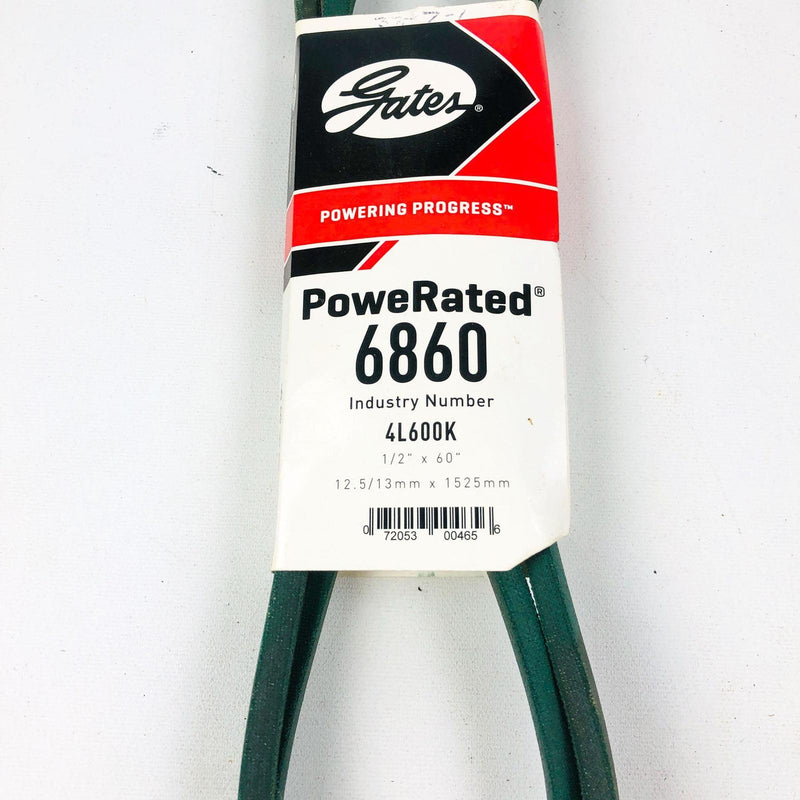 Gates®
POWERING PROGRESS™
PoweRated®
6860
Industry Number
4L600K
1/2" x 60"
12.5/13mm x 1525mm
0 72053 00465 6